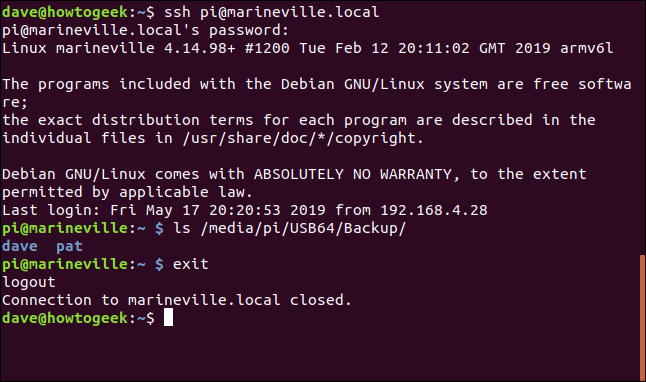 dave@howtogeek:~$ ssh pi@marineville.local
pi@marineville.local's password:
Linux marineville 4.14.98+ #1200 Tue Feb 12 20:11:02 GMT 2019 armv6l
The programs included with the Debian GNU/Linux system are free softwa
re;
the exact distribution terms for each program are described in the
individual files in /usr/share/doc/*/copyright.
Debian GNU/Linux comes with ABSOLUTELY NO WARRANTY, to the extent
permitted by applicable law.
Last login: Fri May 17 20:20:53 2019 from 192.168.4.28
pi@marineville:~ $ ls /media/pi/USB64/Backup/
dave  pat
pi@marineville:~ $ exit
logout
Connection to marineville.local closed.
dave@howtogeek:~$